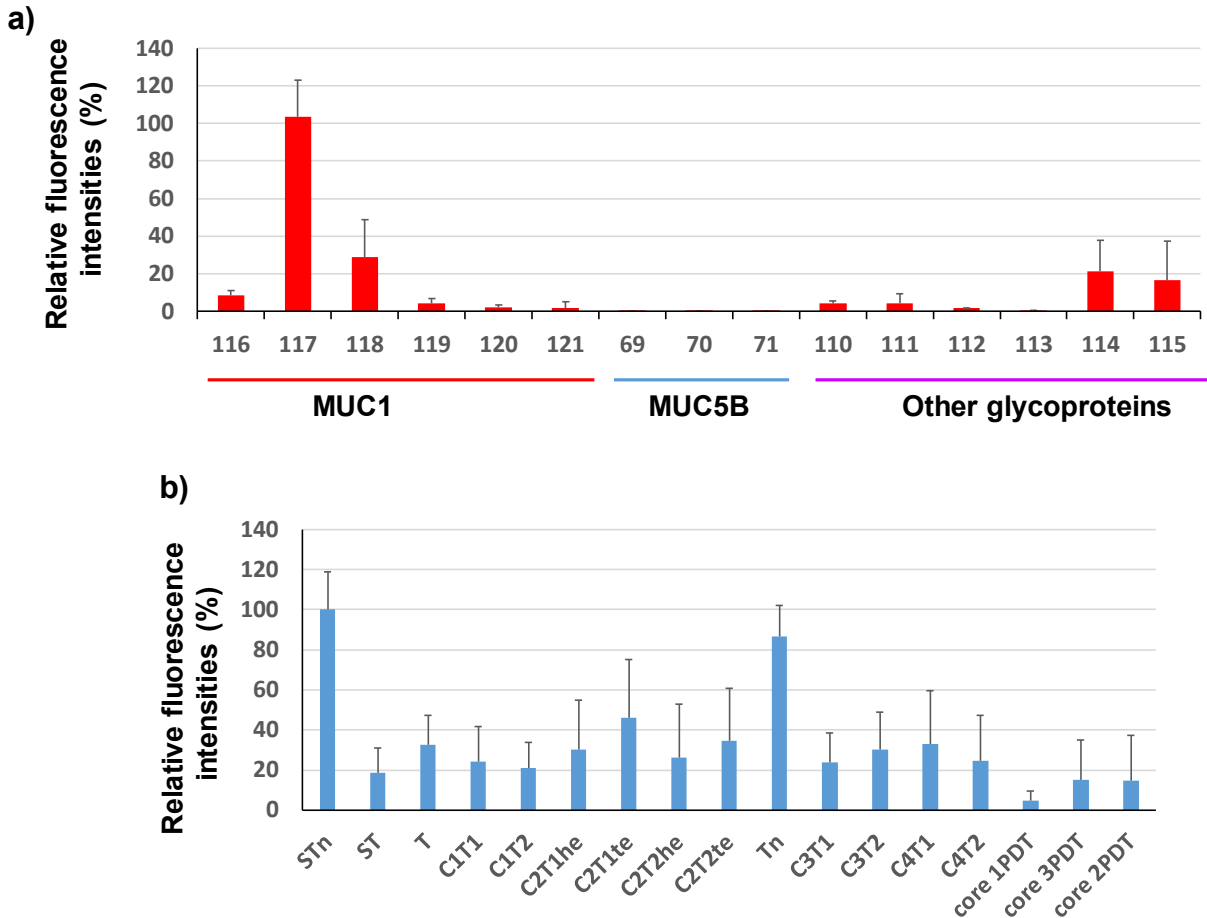 a)
Relative fluorescence
intensities (%)
140
120
100
80
60
40
20
0
116 117 118 119 120 121 69 70 71 110 111 112 113 114 115
MUC1 MUC5B Other glycoproteins
b)
Relative fluorescence
intensities (%)
140
120
100
80
60
40
20
0
STn ST T C1T1 C1T2 C2T1he C2T1te C2T2he C2T2te Tn C3T1 C3T2 C4T1 C4T2 core 1PDT core 3PDT core 2PDT